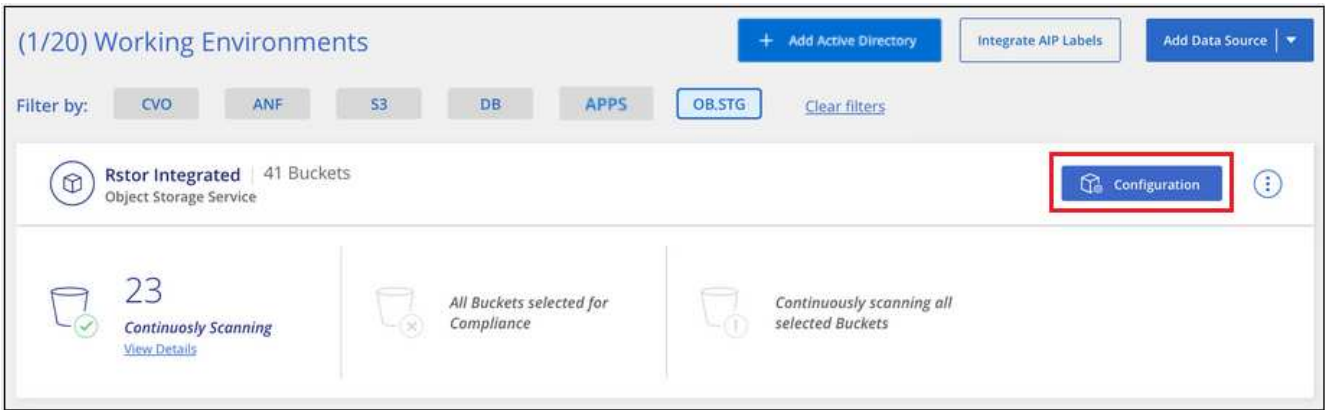 (1/20) Working Environments
+ Add Active Directory
Integrate AIP Labels
Add Data Source
Filter by:
CVO
ANF
S3
DB
APPS
OB.STG
Clear filters
Rstor Integrated | 41 Buckets
Object Storage Service
Configuration
23
Continuosly Scanning
View Details
All Buckets selected for
Compliance
Continuously scanning all
selected Buckets